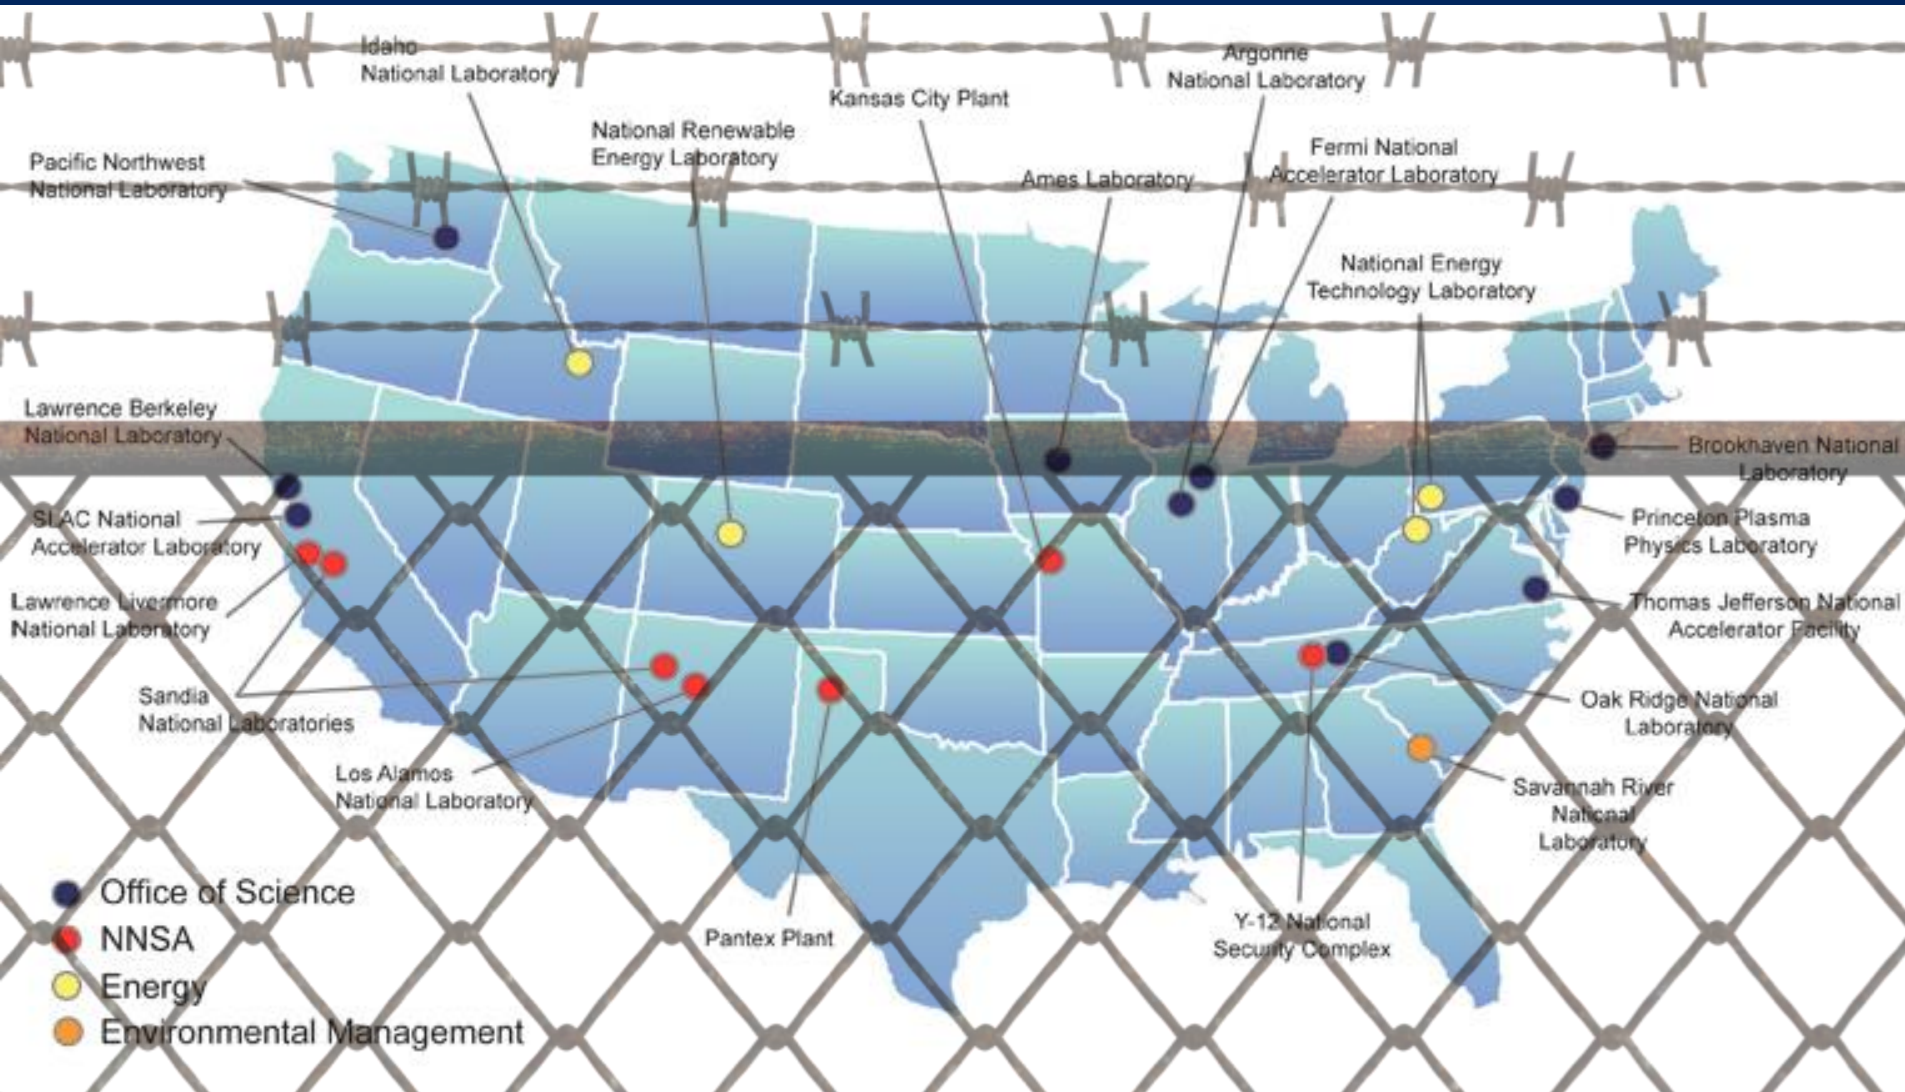 Idaho
National Laboratory
Argonne
National Laboratory
Kansas City Plant
National Renewable
Energy Laboratory
Fermi National
Accelerator Laboratory
Pacific Northwest
National Laboratory
Ames Laboratory
National Energy
Technology Laboratory
Lawrence Berkeley
National Laboratory
Brookhaven National
Laboratory
SLAC National
Accelerator Laboratory
Princeton Plasma
Physics Laboratory
Lawrence Livermore
National Laboratory
Thomas Jefferson National
Accelerator Facility
Sandia
National Laboratories
Oak Ridge National
Laboratory
Los Alamos
National Laboratory
Savannah River
National
Laboratory
Pantex Plant
Y-12 National
Security Complex
Office of Science
NNSA
Energy
Environmental Management